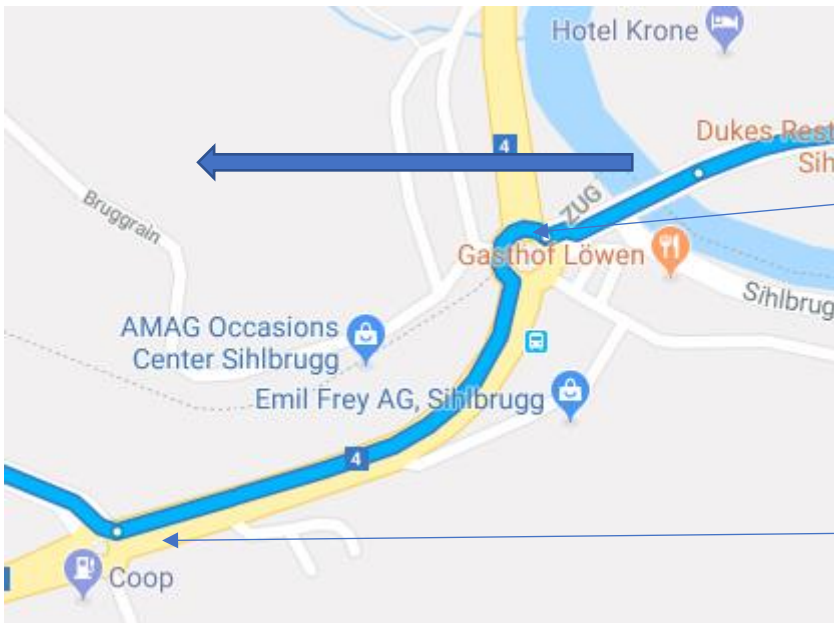 Hotel Krone
Dukes Rest
Sih
4
ZUG
Bruggrain
Gasthof Löwen
Sihlbrugg
AMAG Occasions
Center Sihlbrugg
Emil Frey AG, Sihlbrugg
4
Coop